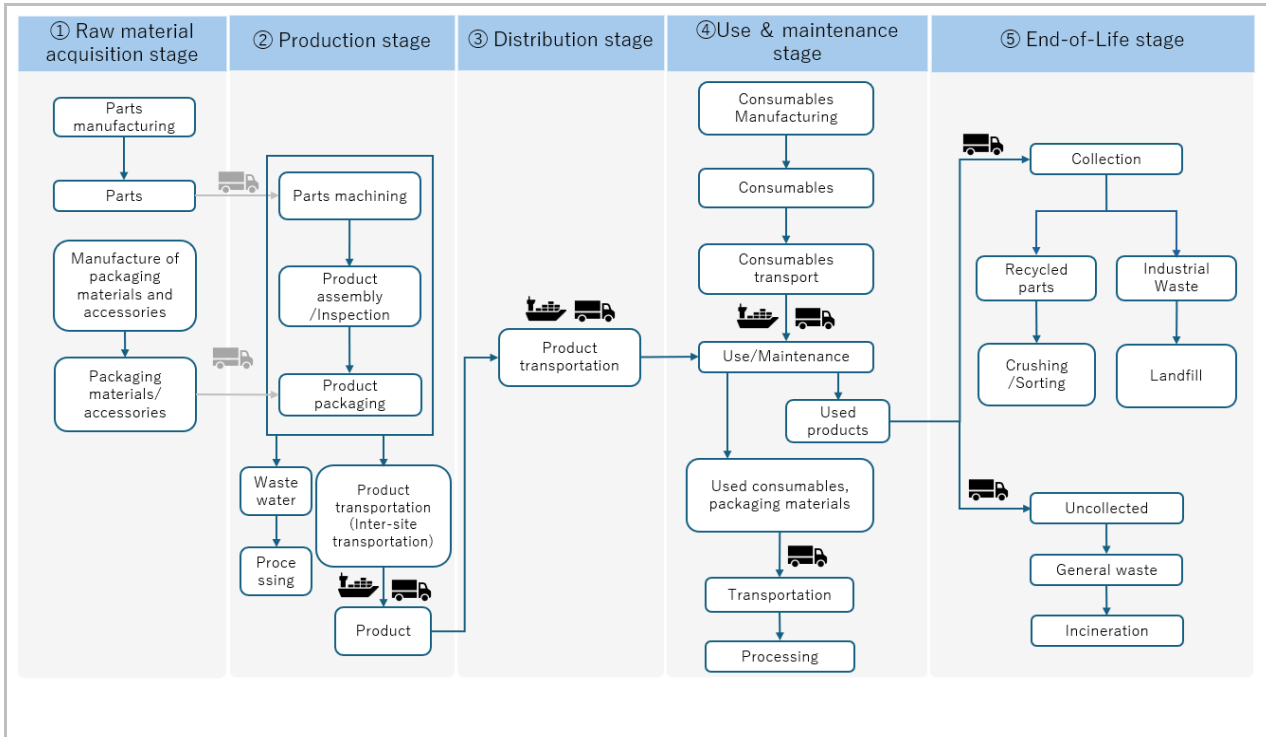 ① Raw material
acquisition stage
② Production stage
③ Distribution stage
④Use & maintenance
stage
⑤ End-of-Life stage
Parts
manufacturing
Parts
Manufacture of
packaging
materials and
accessories
Packaging
materials/
accessories
Parts machining
Product
assembly
/Inspection
Product
packaging
Waste
water
Proce
ssing
Product
transportation
(Inter-site
transportation)
Product
Product
transportation
Consumables
Manufacturing
Consumables
Consumables
transport
Use/Maintenance
Used
products
Used consumables,
packaging materials
Transportation
Processing
Collection
Recycled
parts
Industrial
Waste
Crushing
/Sorting
Landfill
Uncollected
General waste
Incineration